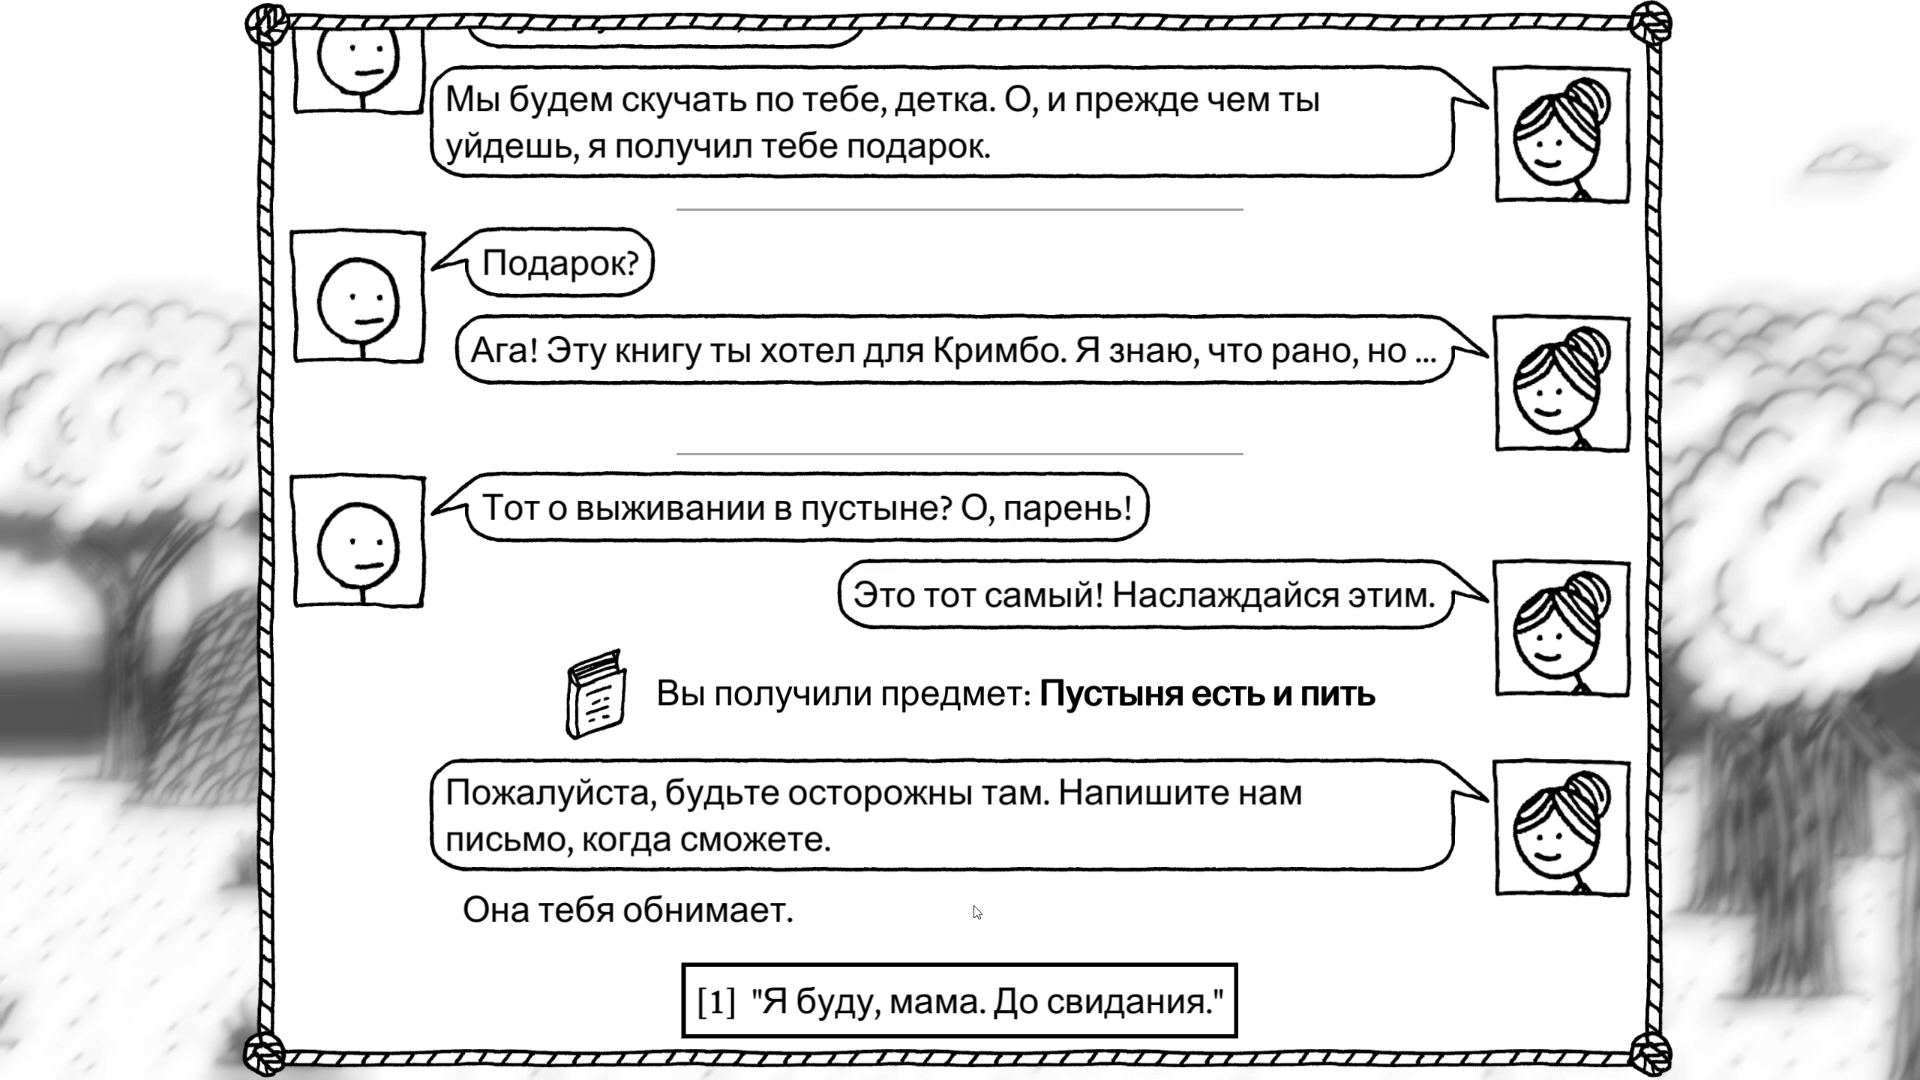 Мы будем скучать по тебе, детка. О, и прежде чем ты
уйдешь, я получил тебе подарок.
Подарок?
Ага! Эту книгу ты хотел для Кримбо. Я знаю, что рано, но ...
Тот о выживании в пустыне? О, парень!
Это тот самый! Наслаждайся этим.
Вы получили предмет: Пустыня есть и пить
Пожалуйста, будьте осторожны там. Напишите нам
письмо, когда сможете.
Она тебя обнимает.
[1] "Я буду, мама. До свидания."